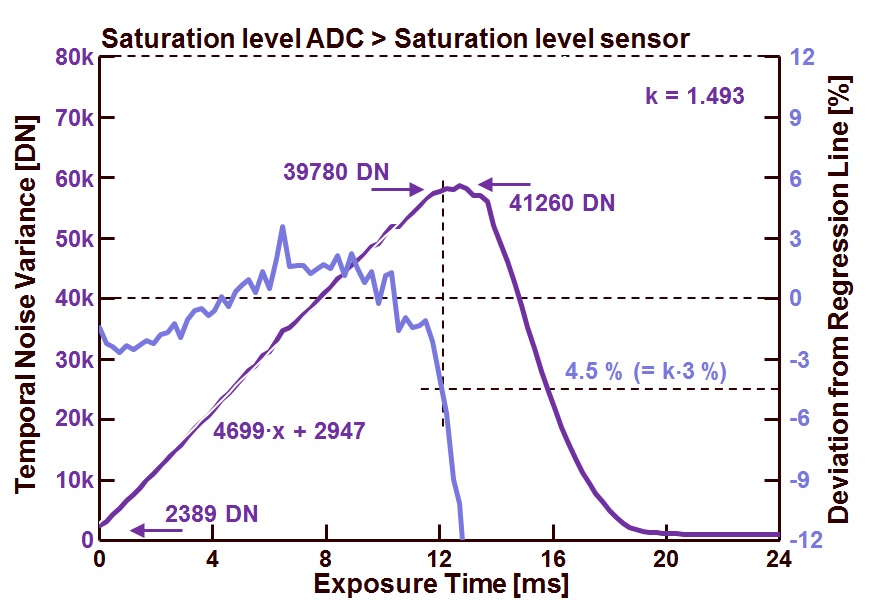 Saturation level ADC > Saturation level sensor
80k
70k
60k
50k
40k
30k
20k
10k
0
Temporal Noise Variance [DN]
k = 1.493
39780 DN
41260 DN
4.5 % (= k·3 %)
4699·x + 2947
2389 DN
12
9
6
3
0
-3
-6
-9
-12
Deviation from Regression Line [%]
0 4 8 12 16 20 24
Exposure Time [ms]